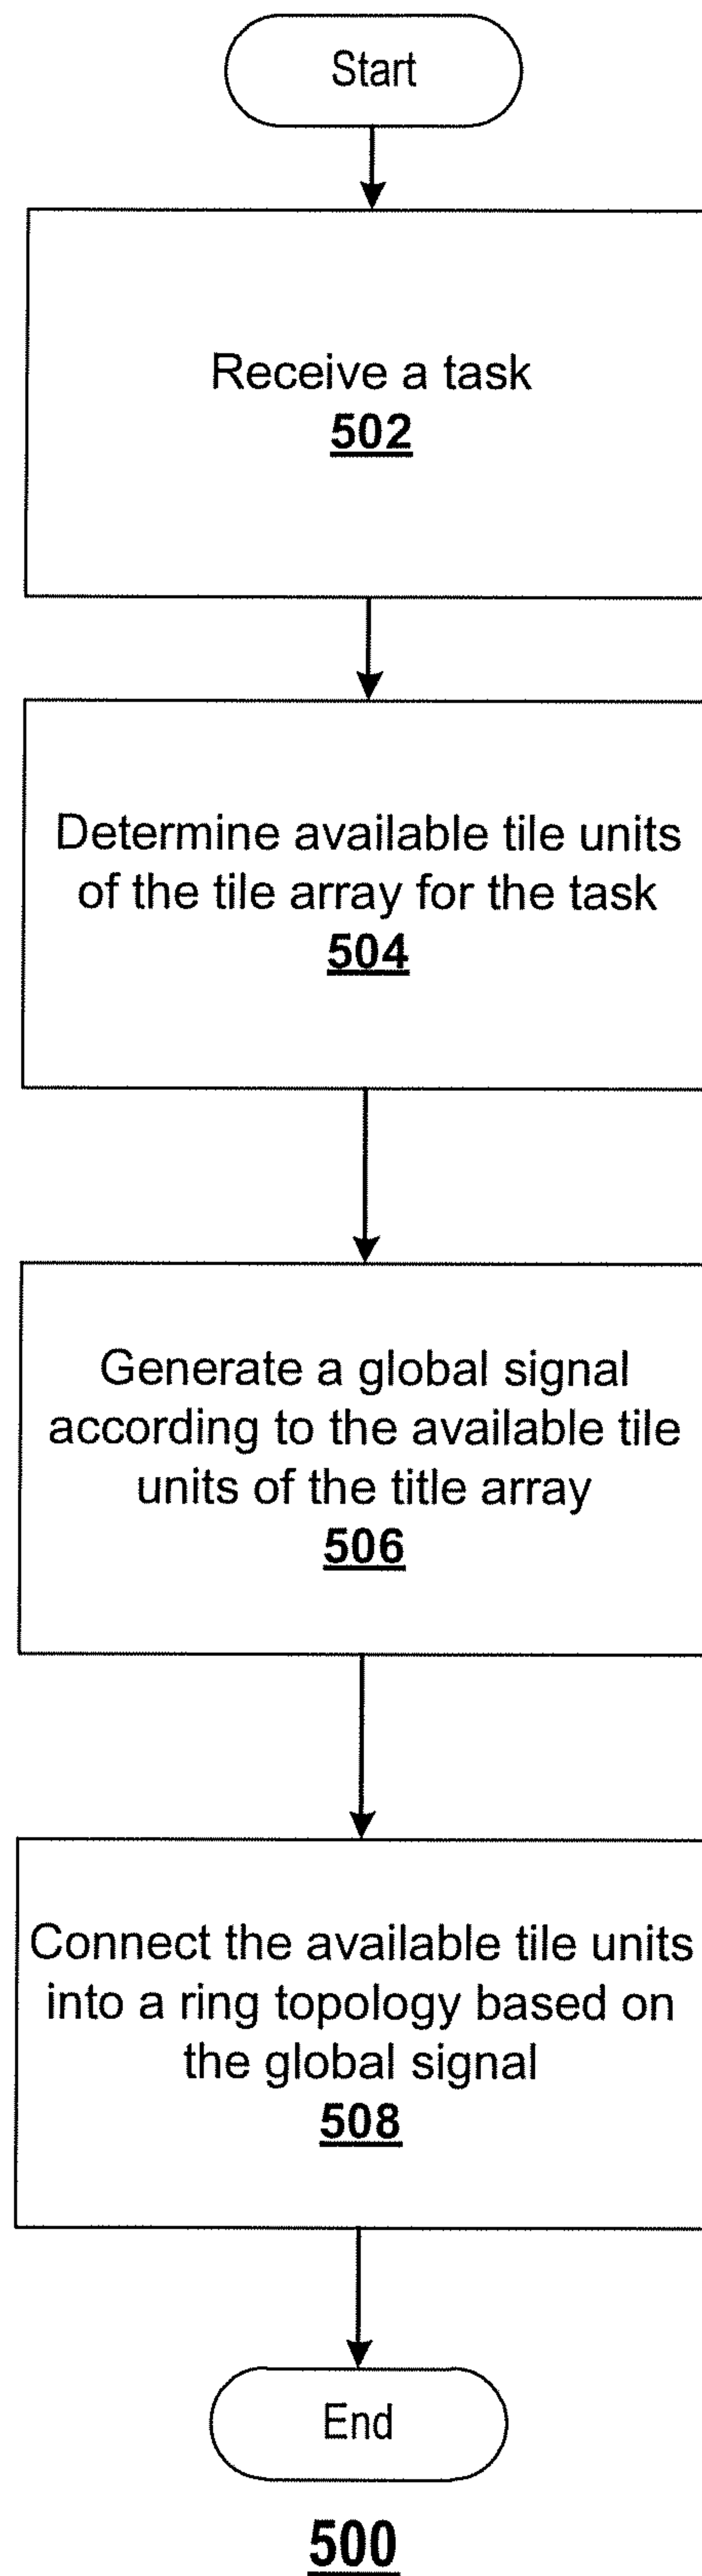 Start
Receive a task
502
Determine available tile units
of the tile array for the task
504
Generate a global signal
according to the available tile
units of the title array
506
Connect the available tile units
into a ring topology based on
the global signal
508
End
500